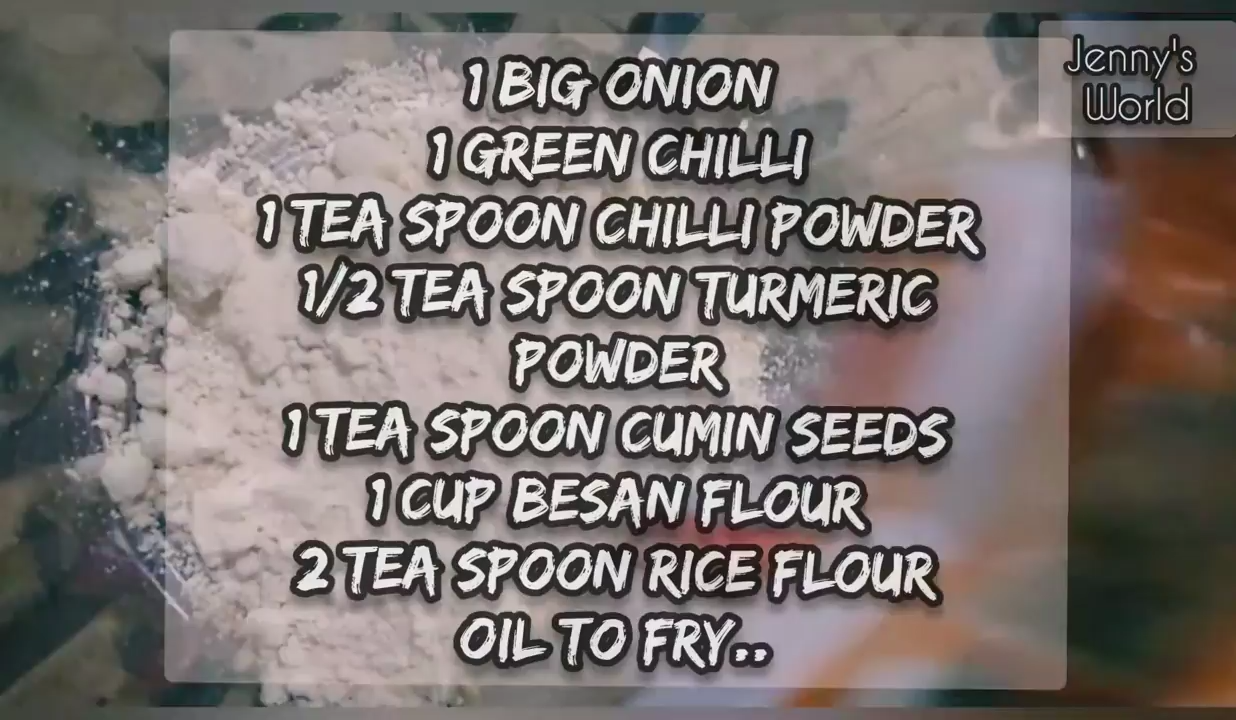 1 BIG ONION
1 GREEN CHILLI
1 TEA SPOON CHILLI POWDER
1/2 TEA SPOON TURMERIC
POWDER
1 TEA SPOON CUMIN SEEDS
1 CUP BESAN FLOUR
2 TEA SPOON RICE FLOUR
OIL TO FRY..
Jenny's
World